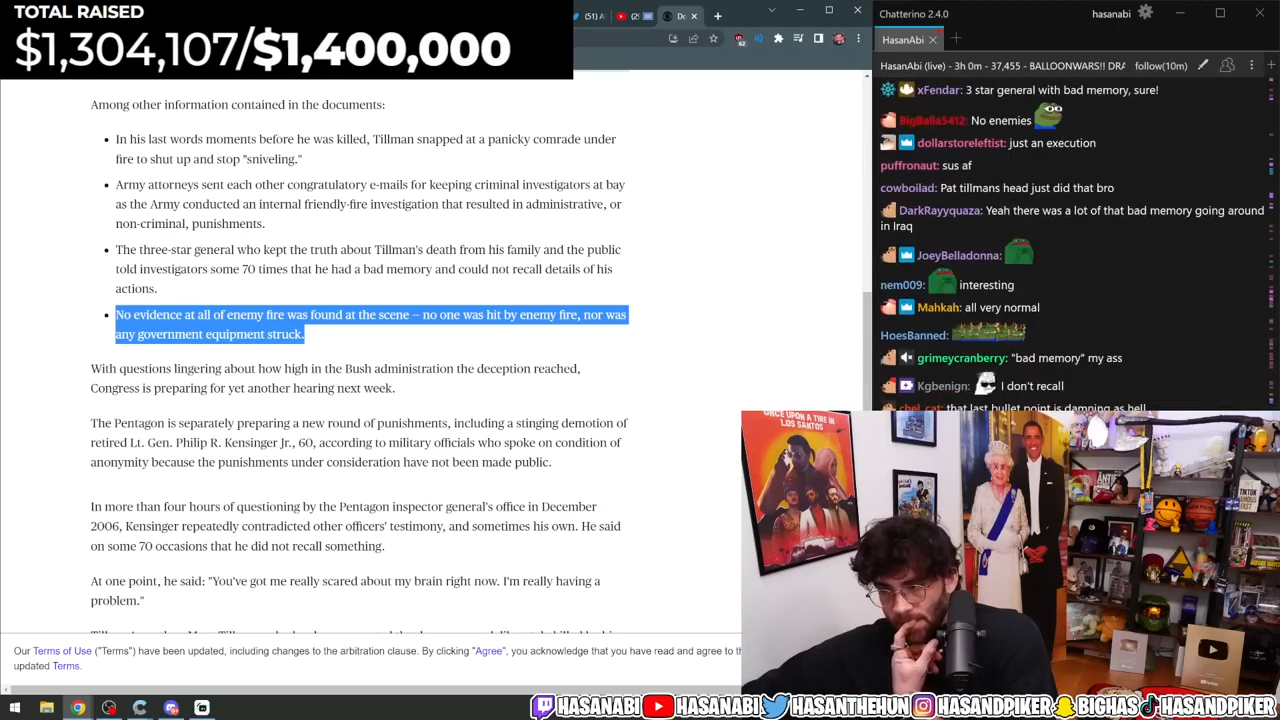 TOTAL RAISED
$1,304,107/$1,400,000
Among other information contained in the documents:
In his last words moments before he was killed, Tillman snapped at a panicky comrade under
fire to shut up and stop "sniveling."
Army attorneys sent each other congratulatory e-mails for keeping criminal investigators at bay
as the Army conducted an internal friendly-fire investigation that resulted in administrative, or
non-criminal, punishments.
The three-star general who kept the truth about Tillman's death from his family and the public
told investigators some 70 times that he had a bad memory and could not recall details of his
actions.
No evidence at all of enemy fire was found at the scene — no one was hit by enemy fire, nor was
any government equipment struck.
With questions lingering about how high in the Bush administration the deception reached,
Congress is preparing for yet another hearing next week.
The Pentagon is separately preparing a new round of punishments, including a stinging demotion of
retired Lt. Gen. Philip R. Kensinger Jr., 60, according to military officials who spoke on condition of
anonymity because the punishments under consideration have not been made public.
In more than four hours of questioning by the Pentagon inspector general's office in December
2006, Kensinger repeatedly contradicted other officers' testimony, and sometimes his own. He said
on some 70 occasions that he did not recall something.
At one point, he said: "You've got me really scared about my brain right now. I'm really having a
problem."
Our Terms of Use ("Terms") have been updated, including changes to the arbitration clause. By clicking "Agree", you acknowledge that you have read and agree to th
updated Terms.
Chatterino 2.4.0
hasanabi
HasanAbi
HasanAbi (live) - 3h 0m - 37,455 - BALLOONWARS!! DRA
follow(10m)
xFendar: 3 star general with bad memory, sure!
BigBalla5412: No enemies
dollarstoreleftist: just an execution
puffronaut: sus af
cowboilad: Pat tillmans head just did that bro
DarkRayyquaza: Yeah there was a lot of that bad memory going around
in Iraq
JoeyBelladonna:
nem009: interesting
Mahkah: all very normal
HoesBanned:
grimeycranberry: "bad memory" my ass
Kgbenign: I don't recall
chel_cat: that last bullet point is damping as hell
ONCE UPON A TIME IN
LOS SANTOS
HASANABI
HASANABI
HASANTHEHUN
HASANDPIKER
BIGHAS
HASANDPIKER